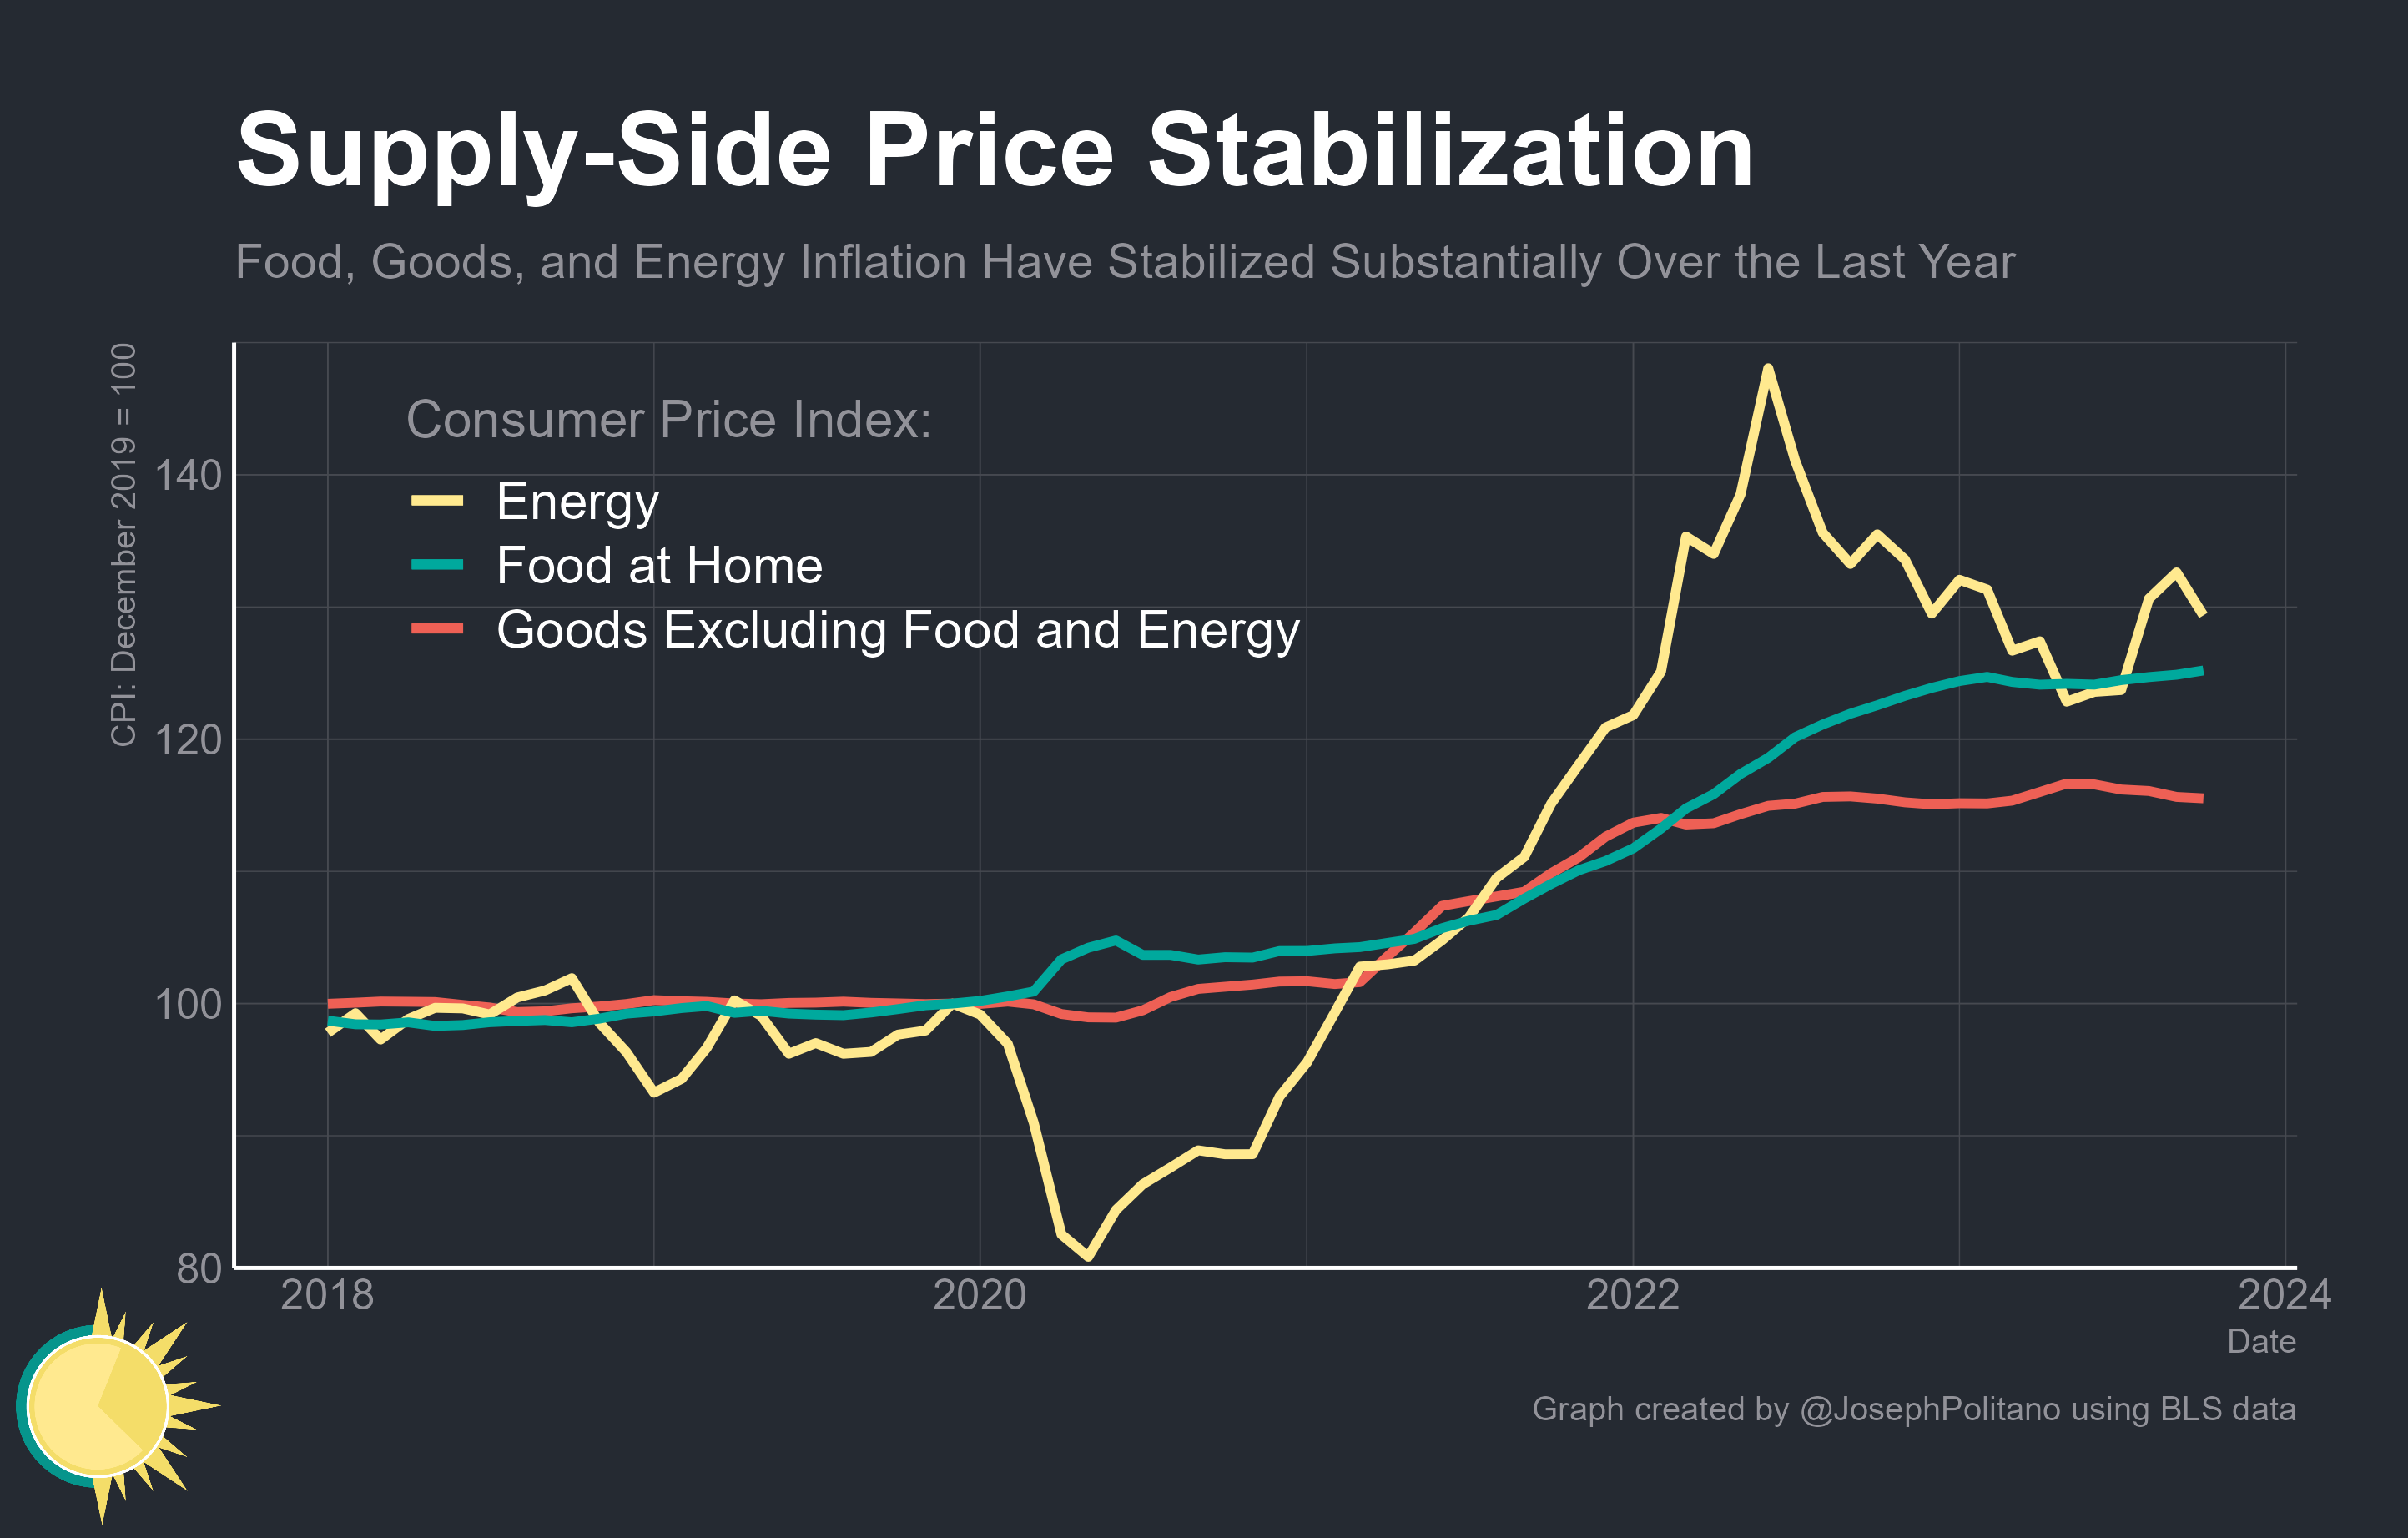 Supply-Side Price Stabilization
Food, Goods, and Energy Inflation Have Stabilized Substantially Over the Last Year
CPI: December 2019 = 100
Consumer Price Index:
Energy
Food at Home
Goods Excluding Food and Energy
140
120
100
80
2018
2020
2022
2024
Date
Graph created by @JosephPolitano using BLS data